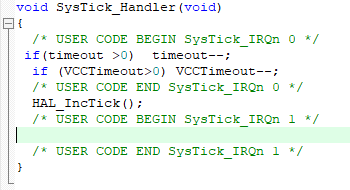 void SysTick_Handler(void)
{
/* USER CODE BEGIN SysTick_IRQn 0 */
if(timeout >0)  timeout--;
if (VCCTimeout>0) VCCTimeout--;
/* USER CODE END SysTick_IRQn 0 */
HAL_IncTick();
/* USER CODE BEGIN SysTick_IRQn 1 */
/* USER CODE END SysTick_IRQn 1 */
}